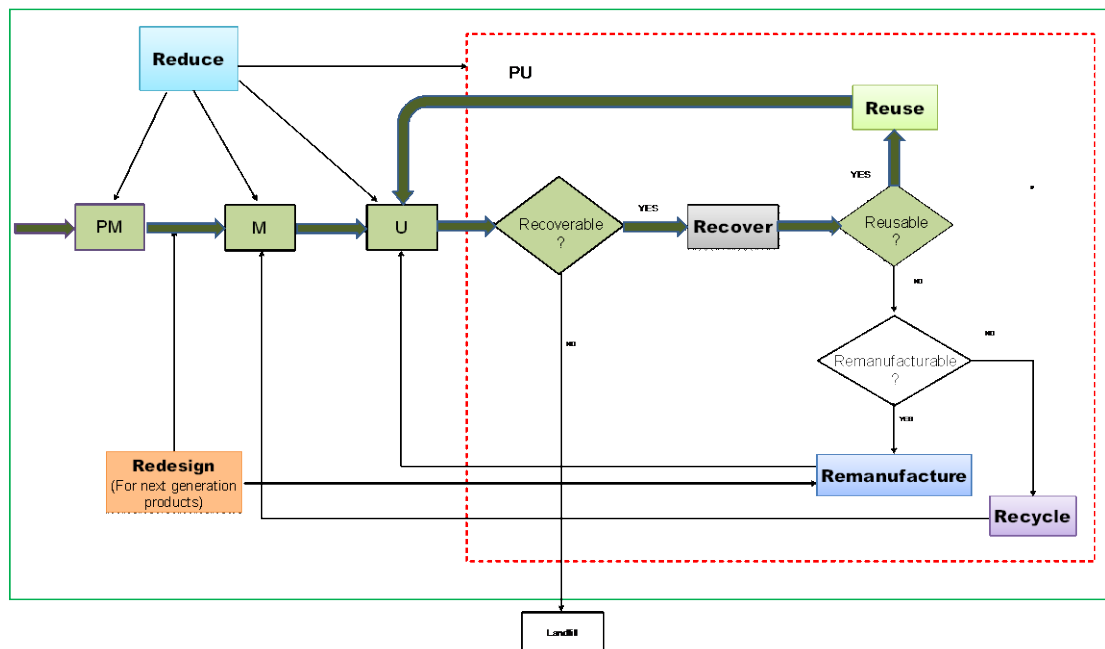 Reduce
PU
Reuse
YES
PM
M
U
Recoverable
?
YES
Recover
Reusable
?
NO
NO
Remanufacturable
?
NO
YES
Redesign
(For next generation
products)
Remanufacture
Recycle
Landfill